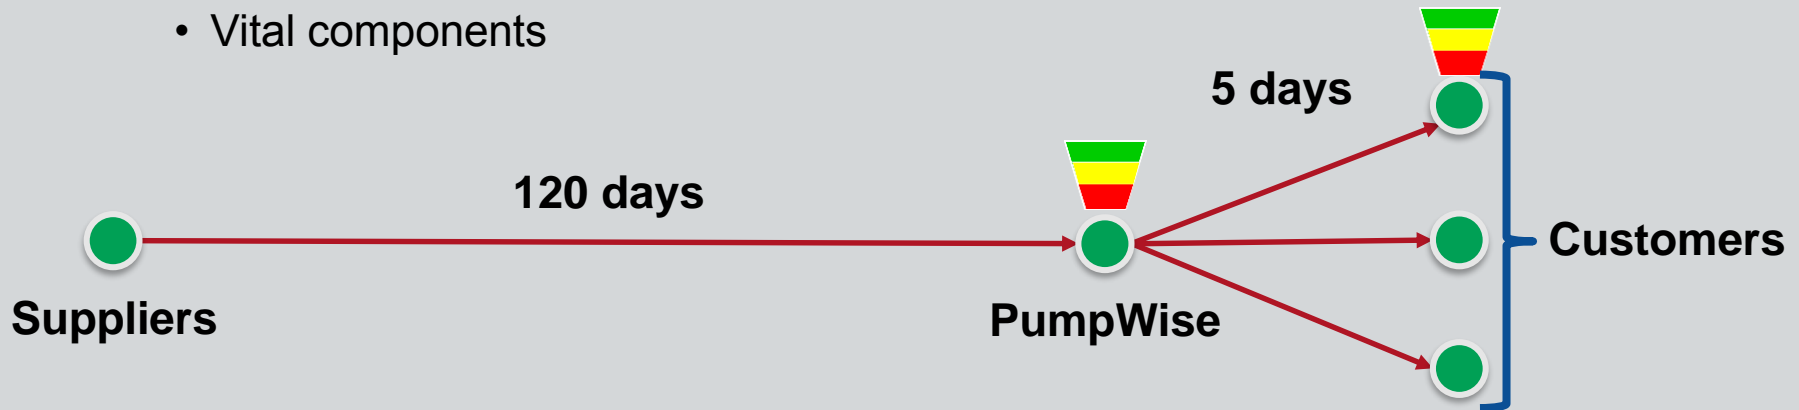 • Vital components
5 days
120 days
Customers
Suppliers
PumpWise